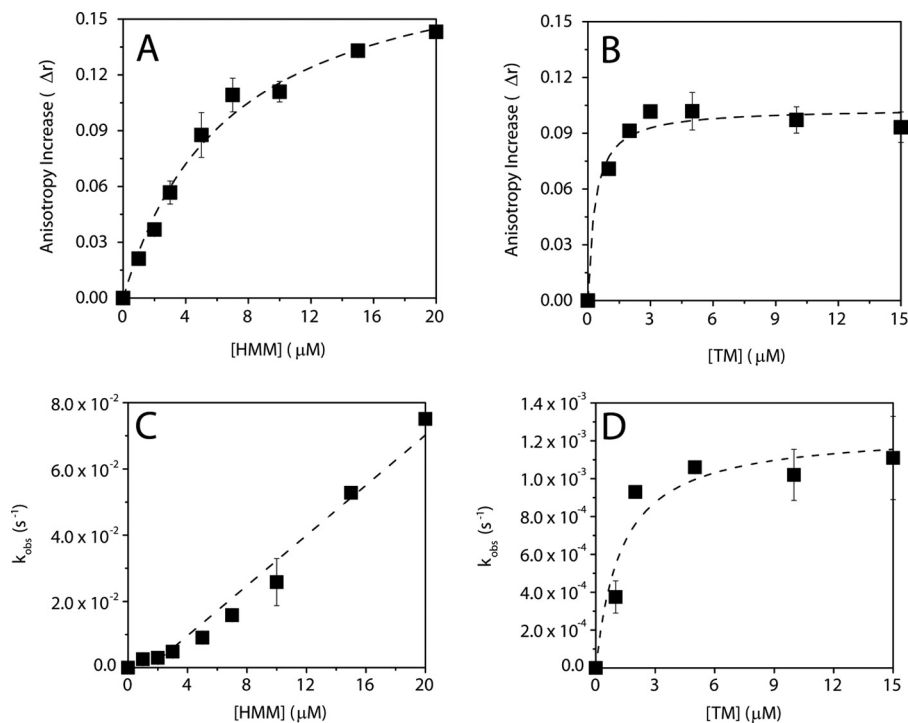 A
B
Anisotropy Increase ( Δr)
0.15
0.12
0.09
0.06
0.03
0.00
0 4 8 12 16 20
[HMM] ( μM)
Anisotropy Increase ( Δr)
0.15
0.12
0.09
0.06
0.03
0.00
0 3 6 9 12 15
[TM] ( μM)
C
D
k_obs (s⁻¹)
8.0 x 10⁻²
6.0 x 10⁻²
4.0 x 10⁻²
2.0 x 10⁻²
0.0
0 4 8 12 16 20
[HMM] ( μM)
k_obs (s⁻¹)
1.4 x 10⁻³
1.2 x 10⁻³
1.0 x 10⁻³
8.0 x 10⁻⁴
6.0 x 10⁻⁴
4.0 x 10⁻⁴
2.0 x 10⁻⁴
0.0
0 3 6 9 12 15
[TM] (μM)